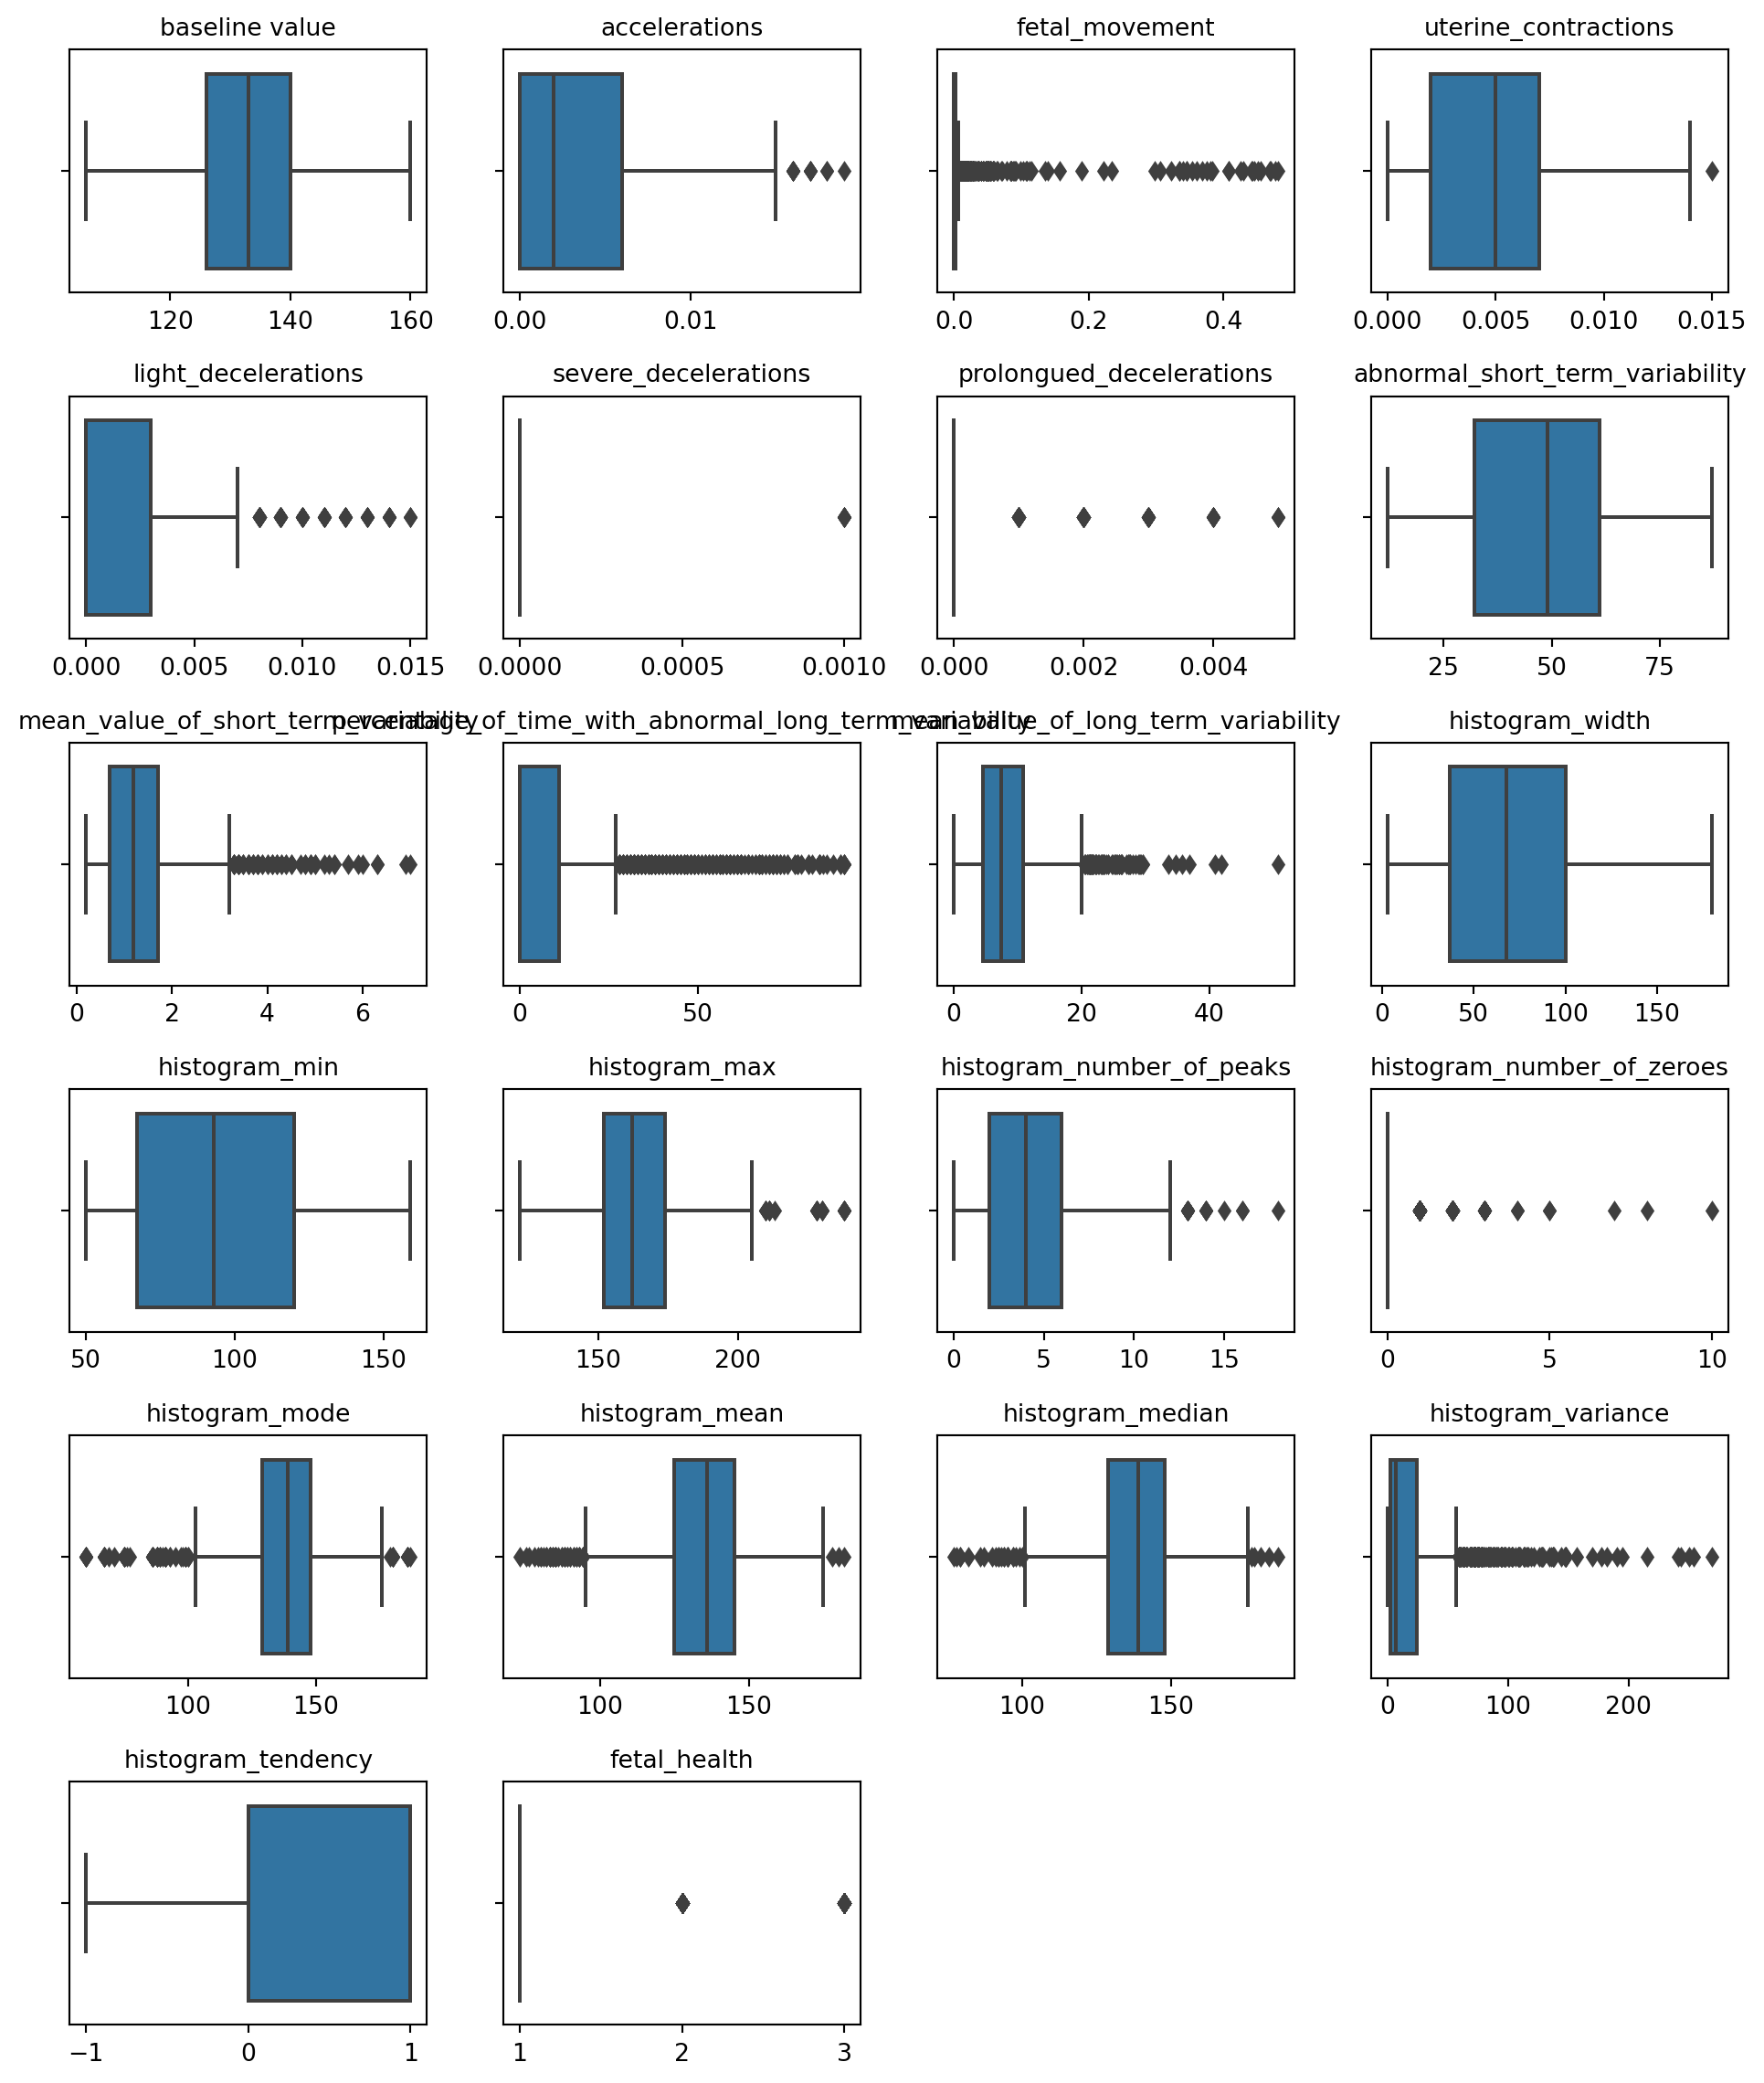 baseline value accelerations fetal_movement uterine_contractions
120 140 160 0.00 0.01 0.0 0.2 0.4 0.000 0.005 0.010 0.015
light_decelerations severe_decelerations prolongued_decelerations abnormal_short_term_variability
0.000 0.005 0.010 0.015 0.0000 0.0005 0.0010 0.000 0.002 0.004 25 50 75
mean_value_of_short_term_variability percentage_of_time_with_abnormal_long_term_variability mean_value_of_long_term_variability histogram_width
0 2 4 6 0 50 0 20 40 0 50 100 150
histogram_min histogram_max histogram_number_of_peaks histogram_number_of_zeroes
50 100 150 150 200 0 5 10 15 0 5 10
histogram_mode histogram_mean histogram_median histogram_variance
100 150 100 150 100 150 0 100 200
histogram_tendency fetal_health
−1 0 1 1 2 3